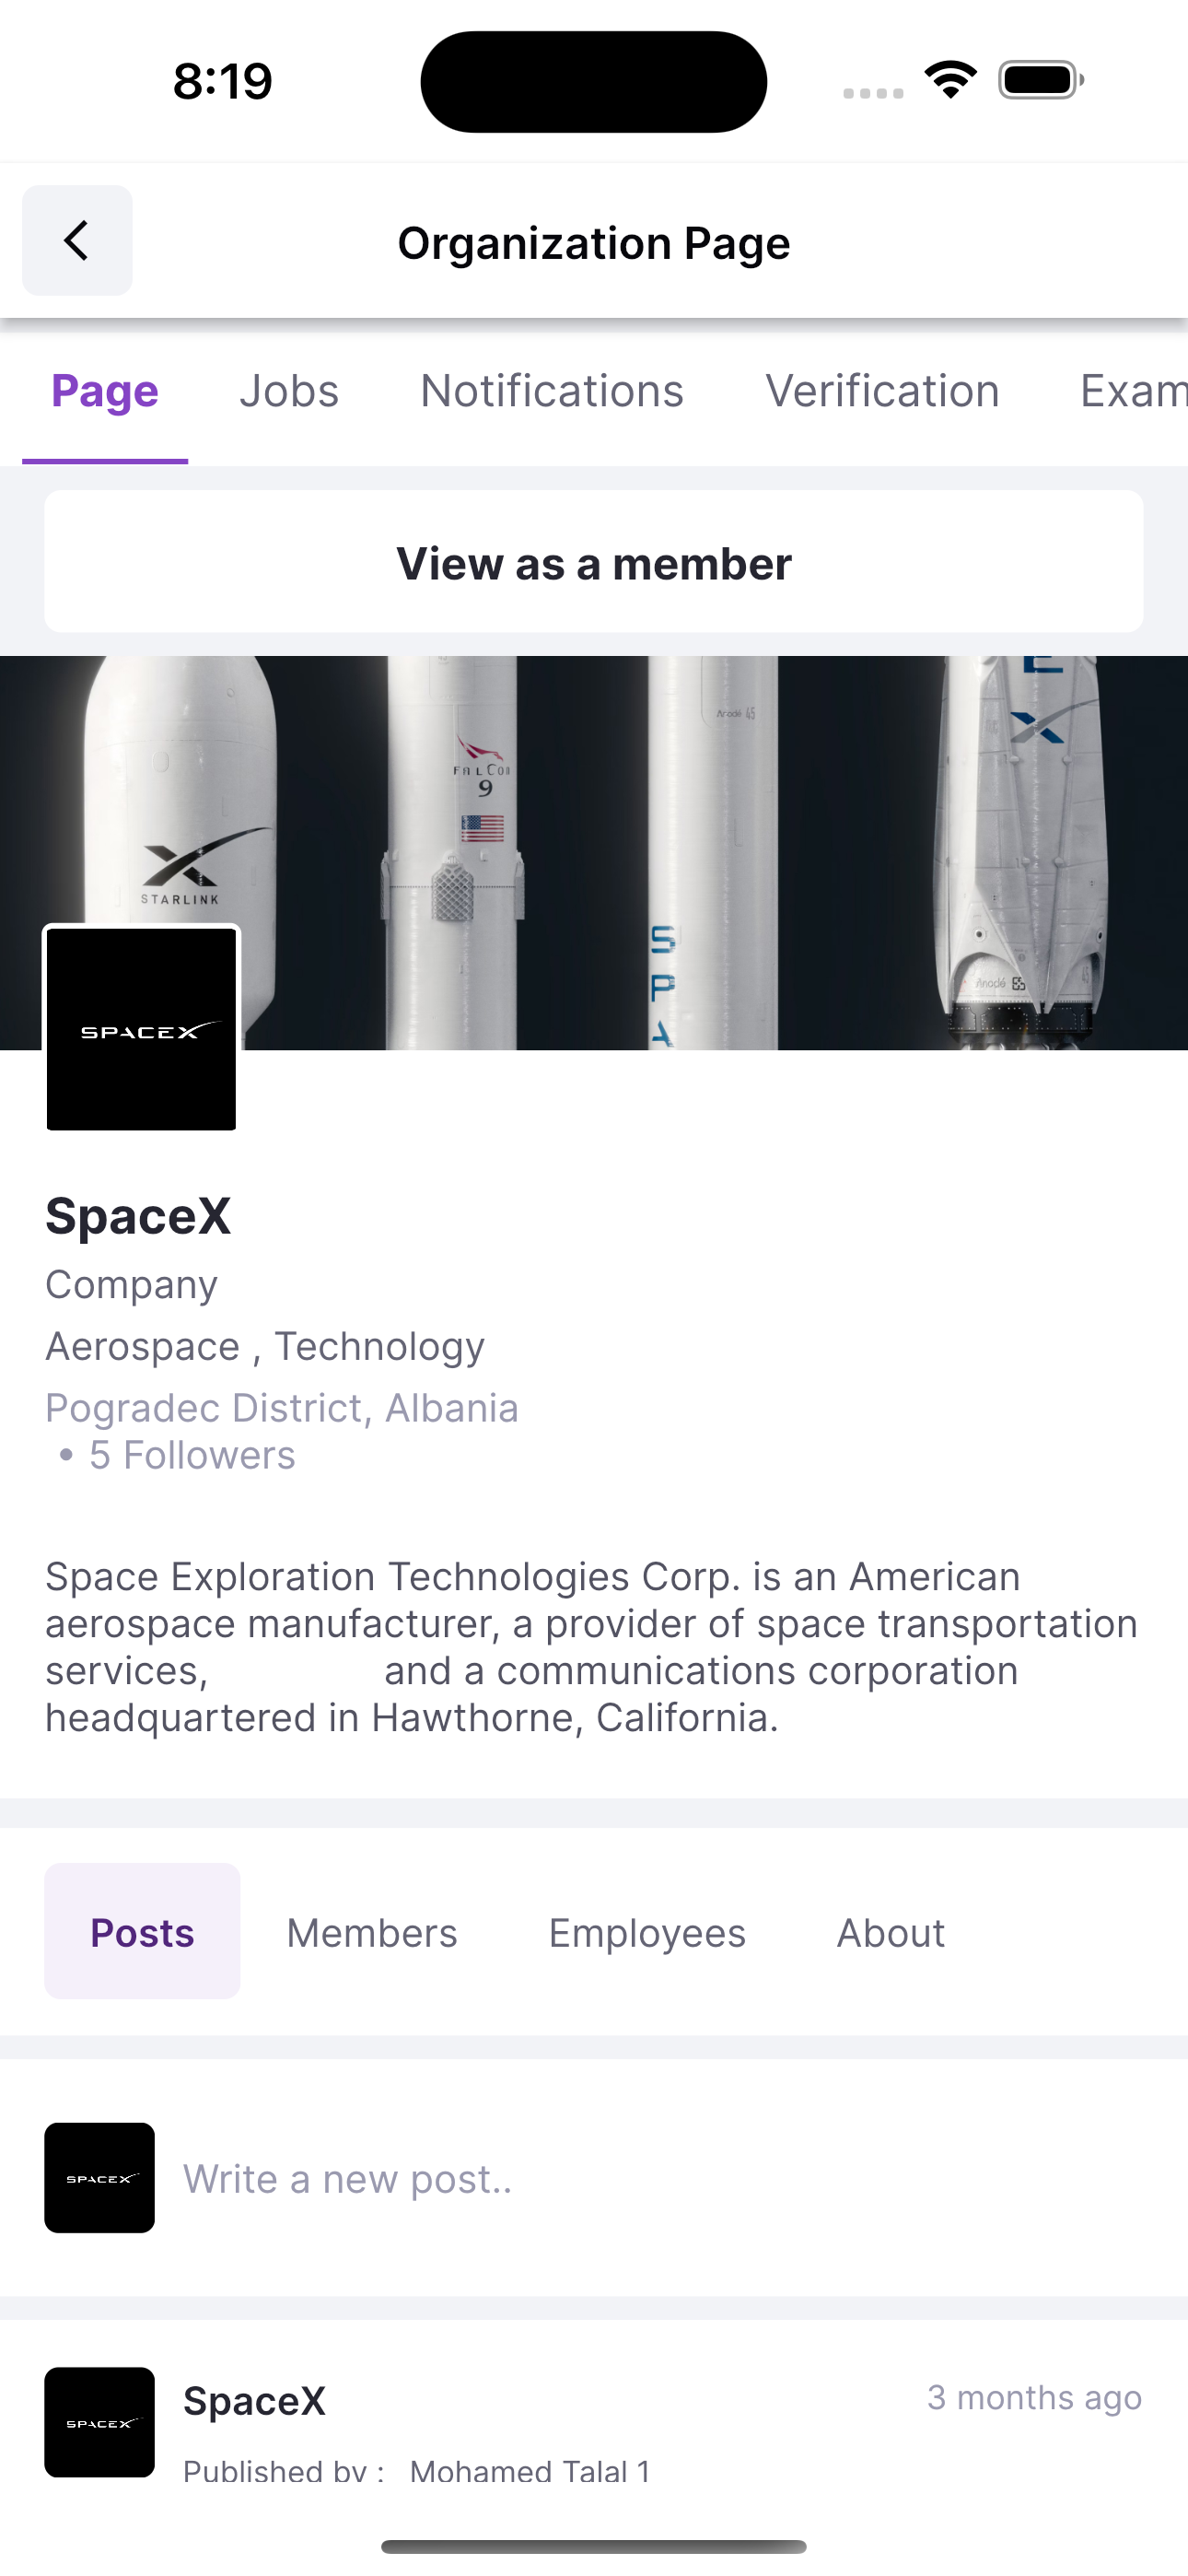 8:19
Organization Page
Page Jobs Notifications Verification Exam
View as a member
FALCON
9
STARLINK
S
P
A
E
X
SPACEX
SpaceX
Company
Aerospace , Technology
Pogradec District, Albania
• 5 Followers
Space Exploration Technologies Corp. is an American
aerospace manufacturer, a provider of space transportation
services, and a communications corporation
headquartered in Hawthorne, California.
Posts Members Employees About
SPACEX
Write a new post..
SPACEX
SpaceX 3 months ago
Published by : Mohamed Talal 1